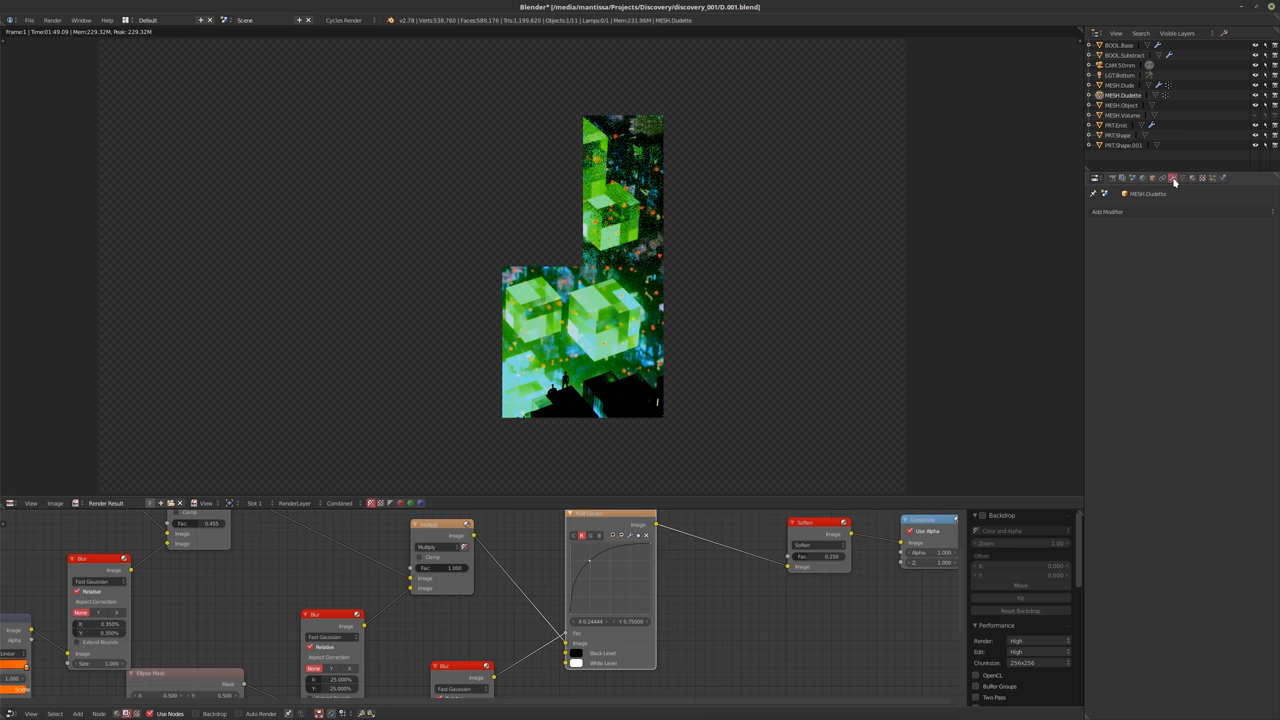 Blender* [/media/mantissa/Projects/Discovery/discovery_001/D.001.blend]
File Render Window Help Default Scene Cycles Render v2.78 | Verts:538,760 | Faces:589,176 | Tris:1,199,620 | Objects:1/11 | Lamps:0/1 | Mem:231.96M | MESH.Dudette
Frame:1 | Time:01:49.09 | Mem:229.32M, Peak: 229.32M
View Search Visible Layers
BOOL.Base
BOOL.Substract
CAM.50mm
LGT.Bottom
MESH.Dude
MESH.Dudette
MESH.Object
MESH.Volume
PRT.Emit
PRT.Shape
PRT.Shape.001
MESH.Dudette
Add Modifier
View Image Render Result F View Slot 1 RenderLayer Combined
Clamp
Fac: 0.455
Image
Image
Blur
Image
Fast Gaussian
Relative
Aspect Correction
None Y X
X: 0.350%
Y: 0.350%
Extend Bounds
Image
Size: 1.000
Image
Alpha
Linear
1.000
Ellipse Mask
Mask
X: 0.500 Y: 0.500
Multiply
Image
Multiply
Clamp
Fac: 1.000
Image
Image
Blur
Image
Fast Gaussian
Relative
Aspect Correction
None Y X
X: 25.000%
Y: 25.000%
Blur
Image
Fast Gaussian
RGB Curves
Image
C R G B
X 0.24444 Y 0.75000
Fac
Image
Black Level
White Level
Soften
Image
Soften
Fac: 0.250
Image
Composite
Use Alpha
Image
Alpha: 1.000
Z: 1.000
Backdrop
Color and Alpha
Zoom: 1.00
Offset:
X: 0.000
Y: 0.000
Move
Fit
Reset Backdrop
Performance
Render: High
Edit: High
Chunksize: 256x256
OpenCL
Buffer Groups
Two Pass
View Select Add Node Use Nodes Backdrop Auto Render